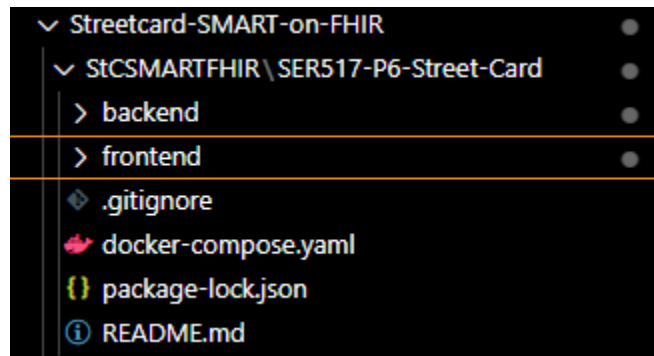 Streetcard-SMART-on-FHIR
StCSMARTFHIR\SER517-P6-Street-Card
backend
frontend
.gitignore
docker-compose.yaml
package-lock.json
README.md